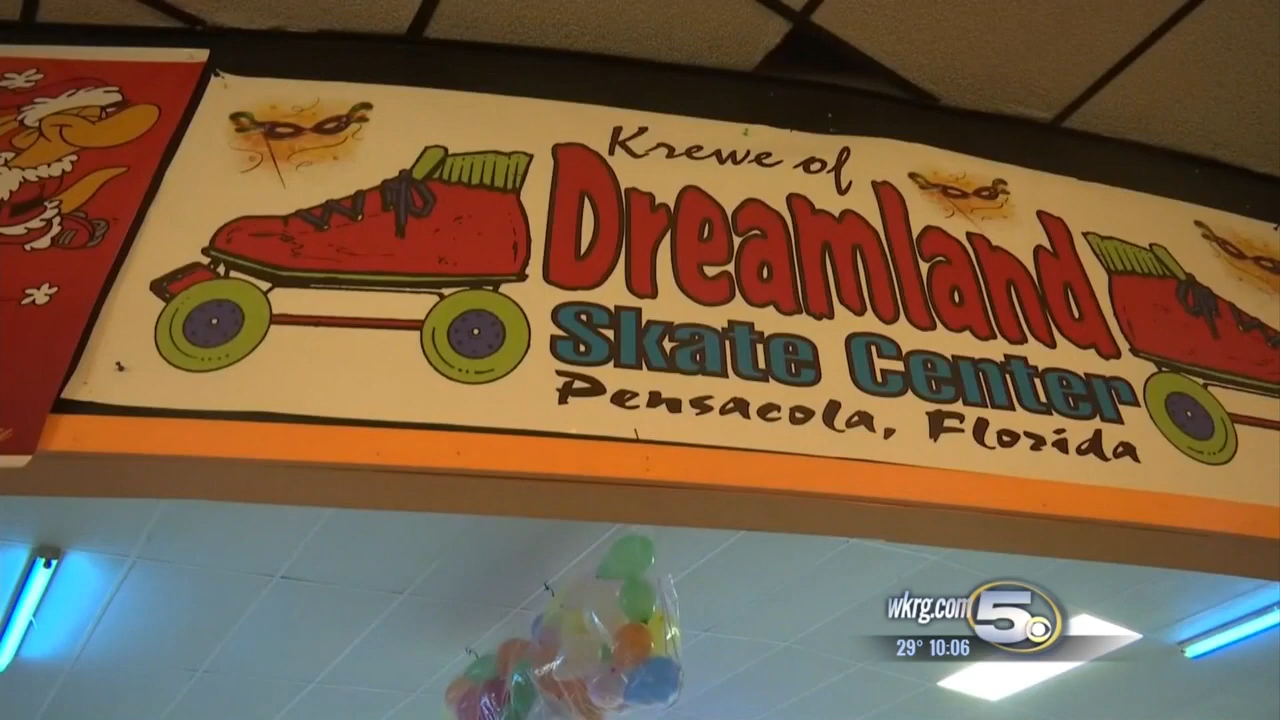 Krewe of
Dreamland
Skate Center
Pensacola, Florida
wkrg.com 5
29° 10:06